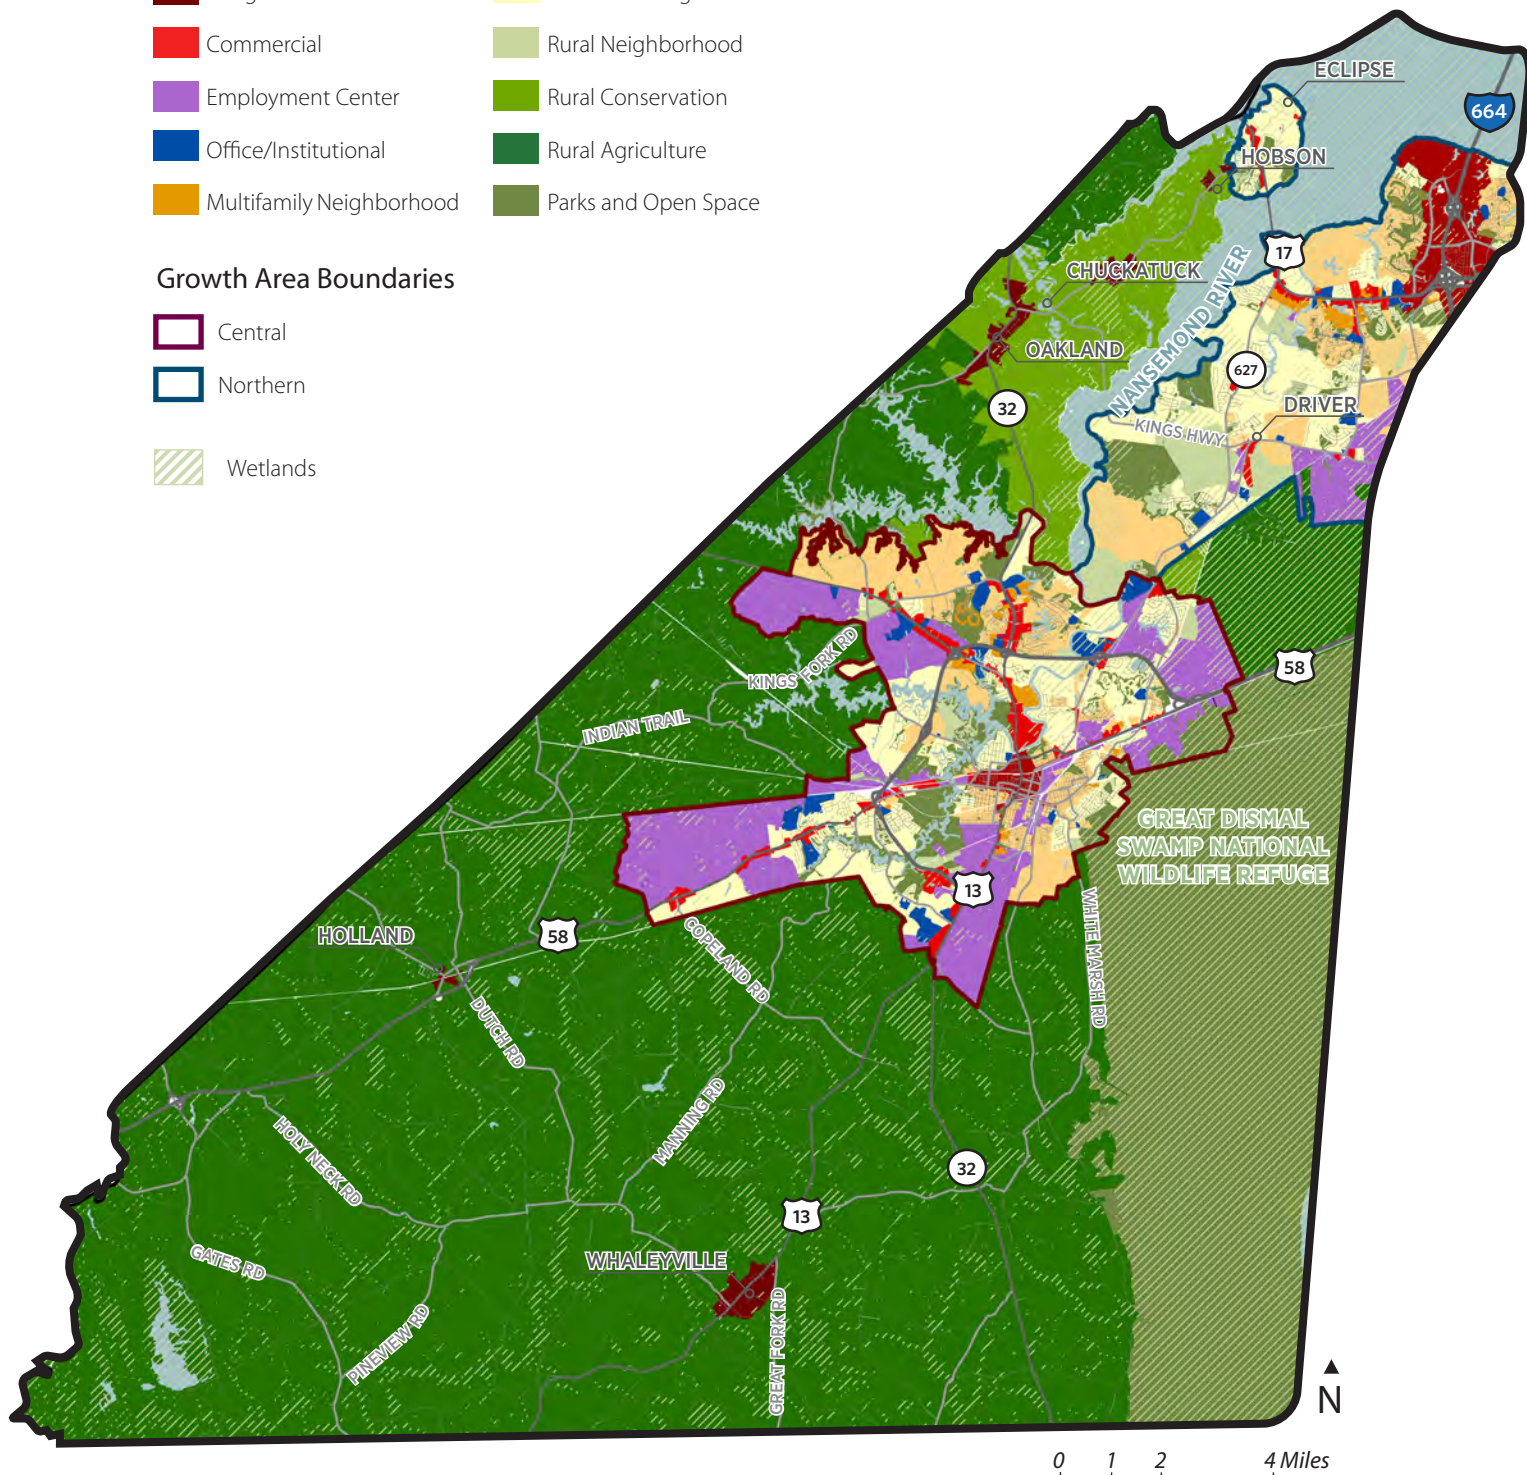 Commercial
Rural Neighborhood
Employment Center
Rural Conservation
Office/Institutional
Rural Agriculture
Multifamily Neighborhood
Parks and Open Space
Growth Area Boundaries
Central
Northern
Wetlands
ECLIPSE
664
HOBSON
17
CHUCKATUCK
NANSEMOND RIVER
OAKLAND
627
32
DRIVER
KINGS HWY
58
KINGS FORK RD
INDIAN TRAIL
GREAT DISMAL
SWAMP NATIONAL
WILDLIFE REFUGE
13
WHITE MARSH RD
HOLLAND
58
COPELAND RD
DUTCH RD
MANNING RD
HOLY NECK RD
32
13
GATES RD
WHALEYVILLE
PINEVIEW RD
GREAT FORK RD
N
0 1 2 4 Miles